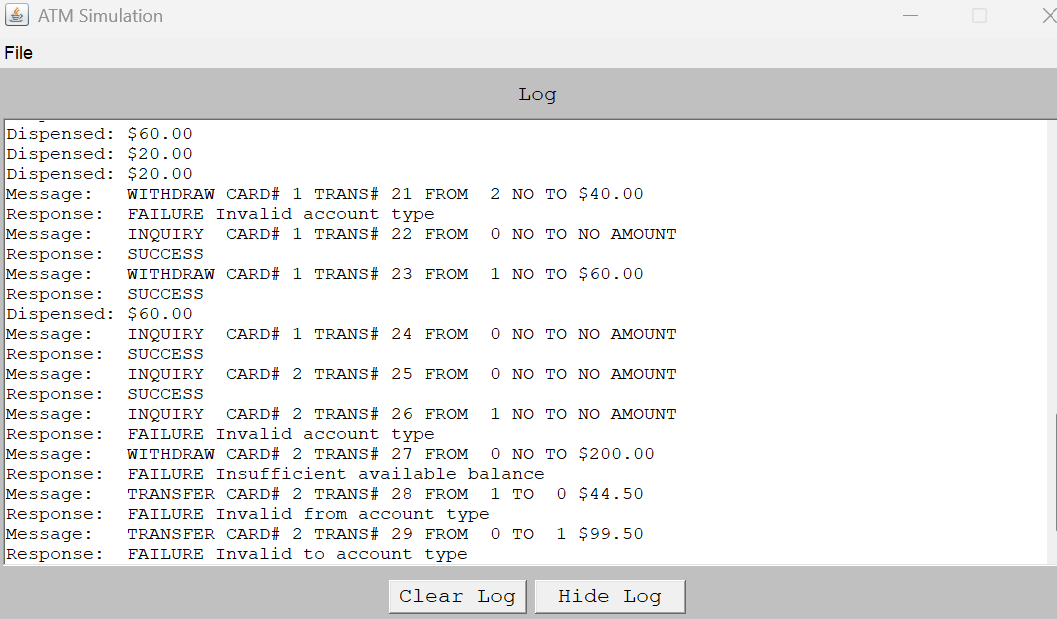 ATM Simulation
File
Log
Dispensed: $60.00
Dispensed: $20.00
Dispensed: $20.00
Message:   WITHDRAW CARD# 1 TRANS# 21 FROM  2 NO TO $40.00
Response:  FAILURE Invalid account type
Message:   INQUIRY  CARD# 1 TRANS# 22 FROM  0 NO TO NO AMOUNT
Response:  SUCCESS
Message:   WITHDRAW CARD# 1 TRANS# 23 FROM  1 NO TO $60.00
Response:  SUCCESS
Dispensed: $60.00
Message:   INQUIRY  CARD# 1 TRANS# 24 FROM  0 NO TO NO AMOUNT
Response:  SUCCESS
Message:   INQUIRY  CARD# 2 TRANS# 25 FROM  0 NO TO NO AMOUNT
Response:  SUCCESS
Message:   INQUIRY  CARD# 2 TRANS# 26 FROM  1 NO TO NO AMOUNT
Response:  FAILURE Invalid account type
Message:   WITHDRAW CARD# 2 TRANS# 27 FROM  0 NO TO $200.00
Response:  FAILURE Insufficient available balance
Message:   TRANSFER CARD# 2 TRANS# 28 FROM  1 TO  0 $44.50
Response:  FAILURE Invalid from account type
Message:   TRANSFER CARD# 2 TRANS# 29 FROM  0 TO  1 $99.50
Response:  FAILURE Invalid to account type
Clear Log Hide Log